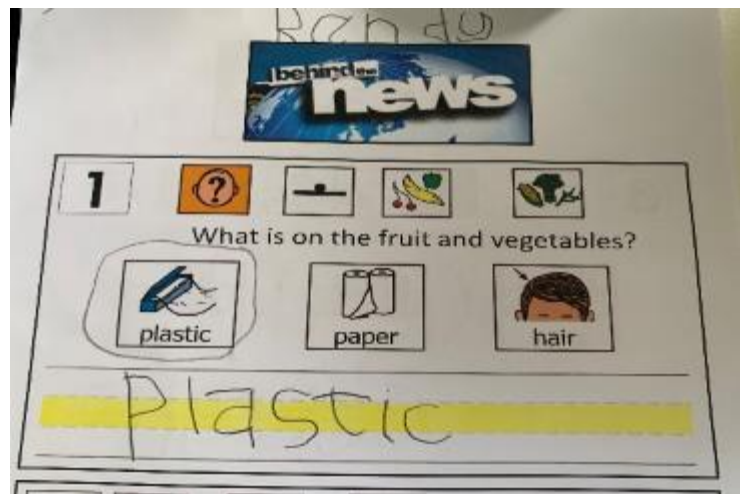 behind the
news
1
What is on the fruit and vegetables?
plastic paper hair
plastic